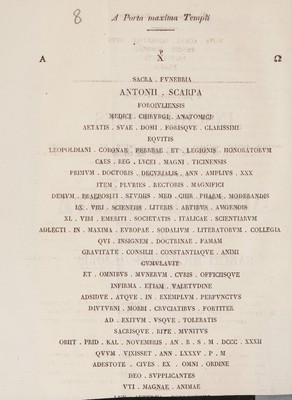 8
A Porta maxima Templi
P
A X Ω
SACRA . FVNEBRIA
ANTONII . SCARPA
FOROIVLIENSIS
MEDICI . CHIRVRGI . ANATOMICI
AETATIS . SVAE . DOMI . FORISQVE . CLARISSIMI
EQVITIS
LEOPOLDIANI . CORONAE . FERREAE . ET . LEGIONIS . HONORATORVM
CAES . REG . LYCEI . MAGNI . TICINENSIS
PRIMVM . DOCTORIS . DECVRIALIS . ANN . AMPLIVS . XXX
ITEM . PLVRIES . RECTORIS . MAGNIFICI
DEMVM . PRAEPOSITI . STVDIIS . MED . CHIR . PHARM . MODERANDIS
VIRI . SCIENTIIS . LITERIS . ARTIBVS . AVGENDIS
XL . VIRI . EMERITI . SOCIETATIS . ITALICAE . SCIENTIARVM
ADLECTI . IN . MAXIMA . EVROPAE . SODALIVM . LITERATORVM . COLLEGIA
QVI . INSIGNEM . DOCTRINAE . FAMAM
GRAVITATE . CONSILII . CONSTANTIAQVE . ANIMI
CVMVLAVIT
ET . OMNIBVS . MVNERVM . CVRIS . OFFICIISQVE
INFIRMA . ETIAM . VALETVDINE
ADSIDVE . ATQVE . IN . EXEMPLVM . PERFVNCTVS
DIVTVRNI . MORBI . CRVCIATIBVS . FORTITER
AD . EXITVM . VSQVE . TOLERATIS
SACRISQVE . RITE . MVNITVS
OBIIT . PRID . KAL . NOVEMBRIS . AN . R . S . M . DCCC . XXXII
QVVM . VIXISSET . ANN . LXXXV . P . M
ADESTOTE . CIVES . EX . OMNI . ORDINE
DEO . SVPPLICANTES
VTI . MAGNAE . ANIMAE